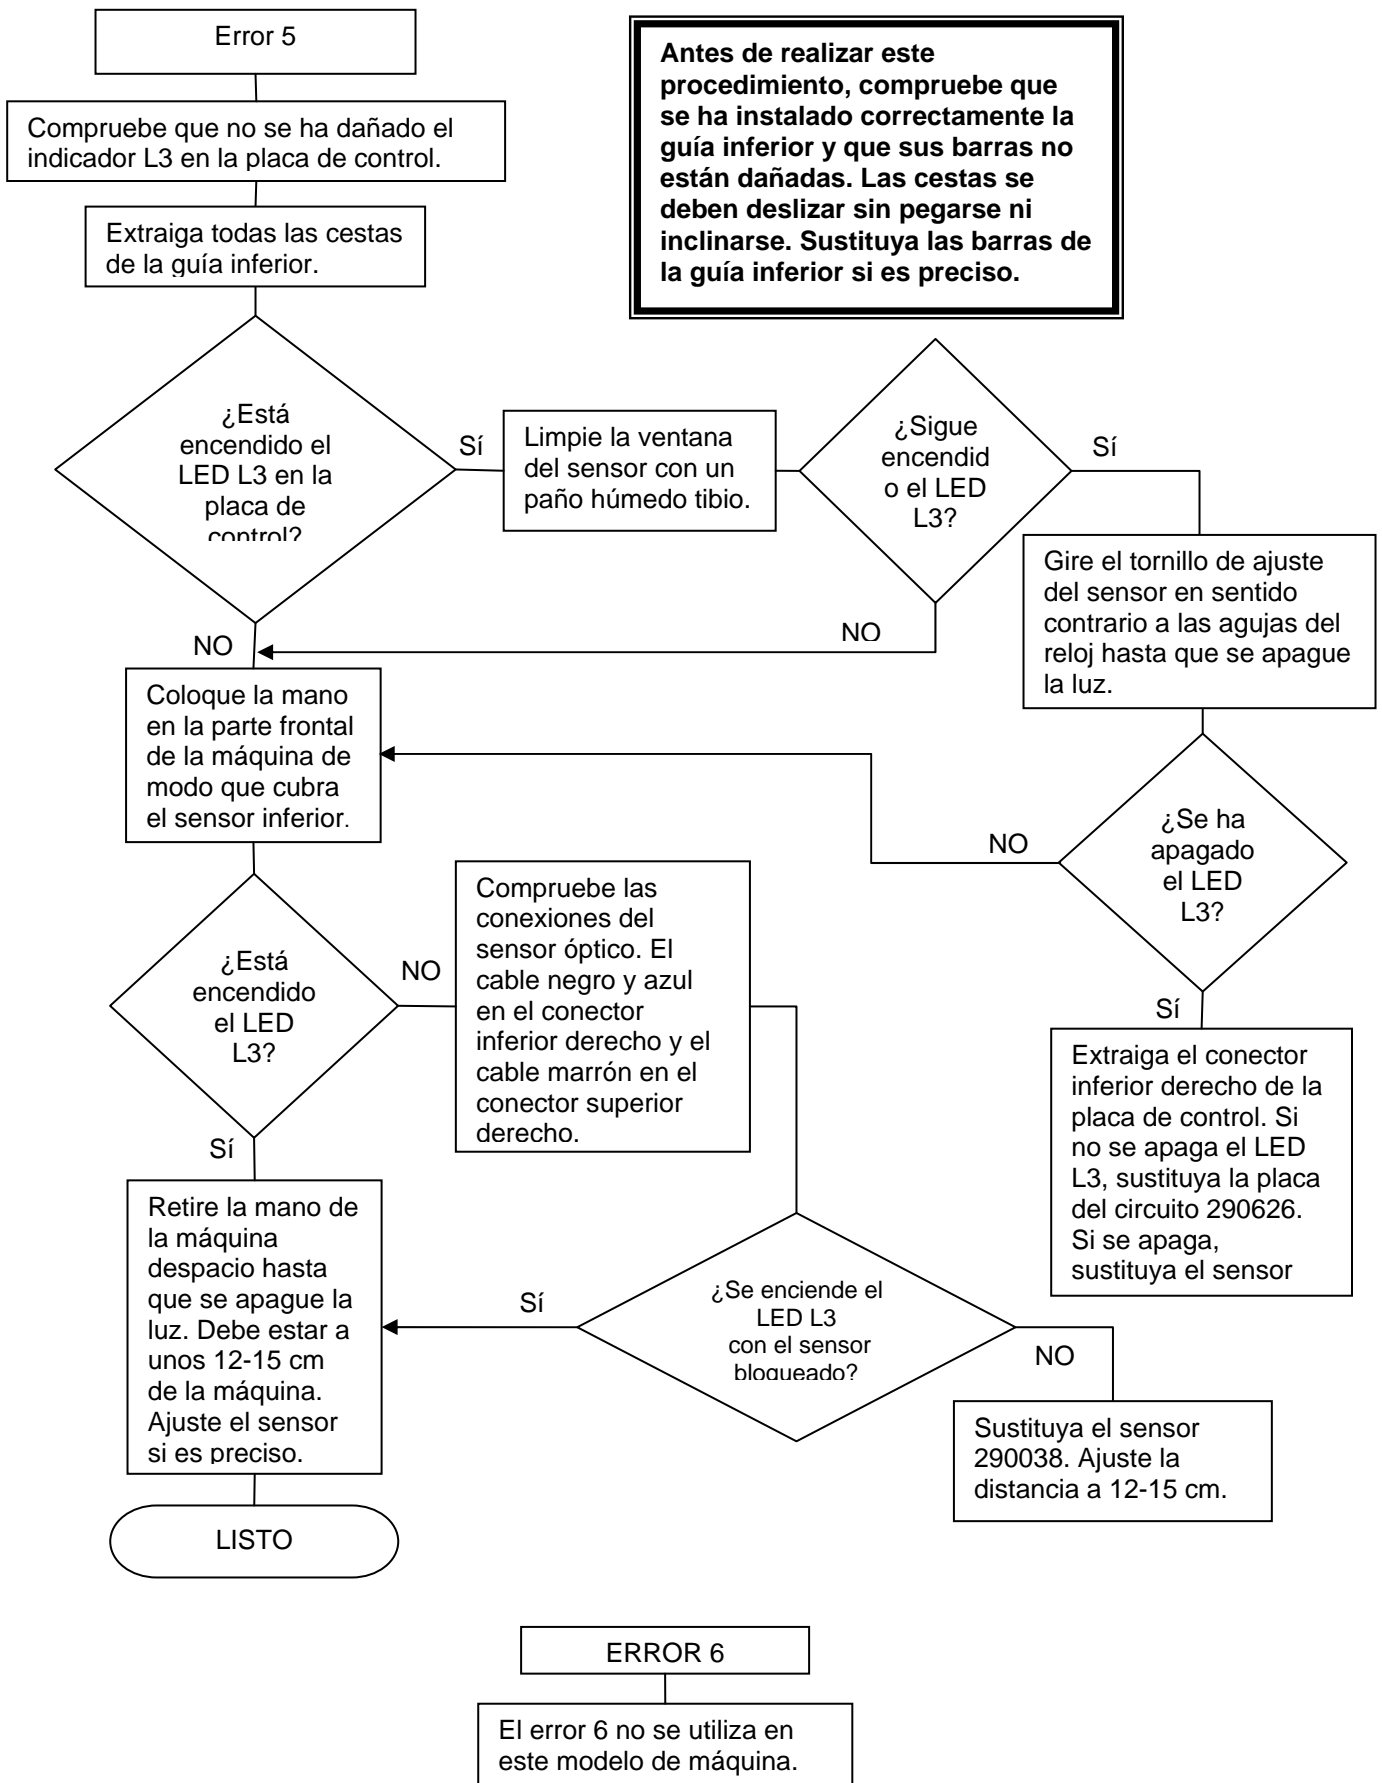 Error 5
Compruebe que no se ha dañado el
indicador L3 en la placa de control.
Extraiga todas las cestas
de la guía inferior.
Antes de realizar este
procedimiento, compruebe que
se ha instalado correctamente la
guía inferior y que sus barras no
están dañadas. Las cestas se
deben deslizar sin pegarse ni
inclinarse. Sustituya las barras de
la guía inferior si es preciso.
¿Está
encendido el
LED L3 en la
placa de
control?
Sí
Limpie la ventana
del sensor con un
paño húmedo tibio.
¿Sigue
encendid
o el LED
L3?
Sí
Gire el tornillo de ajuste
del sensor en sentido
contrario a las agujas del
reloj hasta que se apague
la luz.
NO
NO
Coloque la mano
en la parte frontal
de la máquina de
modo que cubra
el sensor inferior.
¿Se ha
apagado
el LED
L3?
NO
Sí
Extraiga el conector
inferior derecho de la
placa de control. Si
no se apaga el LED
L3, sustituya la placa
del circuito 290626.
Si se apaga,
sustituya el sensor
¿Está
encendido
el LED
L3?
NO
Compruebe las
conexiones del
sensor óptico. El
cable negro y azul
en el conector
inferior derecho y el
cable marrón en el
conector superior
derecho.
Sí
Retire la mano de
la máquina
despacio hasta
que se apague la
luz. Debe estar a
unos 12-15 cm
de la máquina.
Ajuste el sensor
si es preciso.
Sí
¿Se enciende el
LED L3
con el sensor
bloqueado?
NO
Sustituya el sensor
290038. Ajuste la
distancia a 12-15 cm.
LISTO
ERROR 6
El error 6 no se utiliza en
este modelo de máquina.